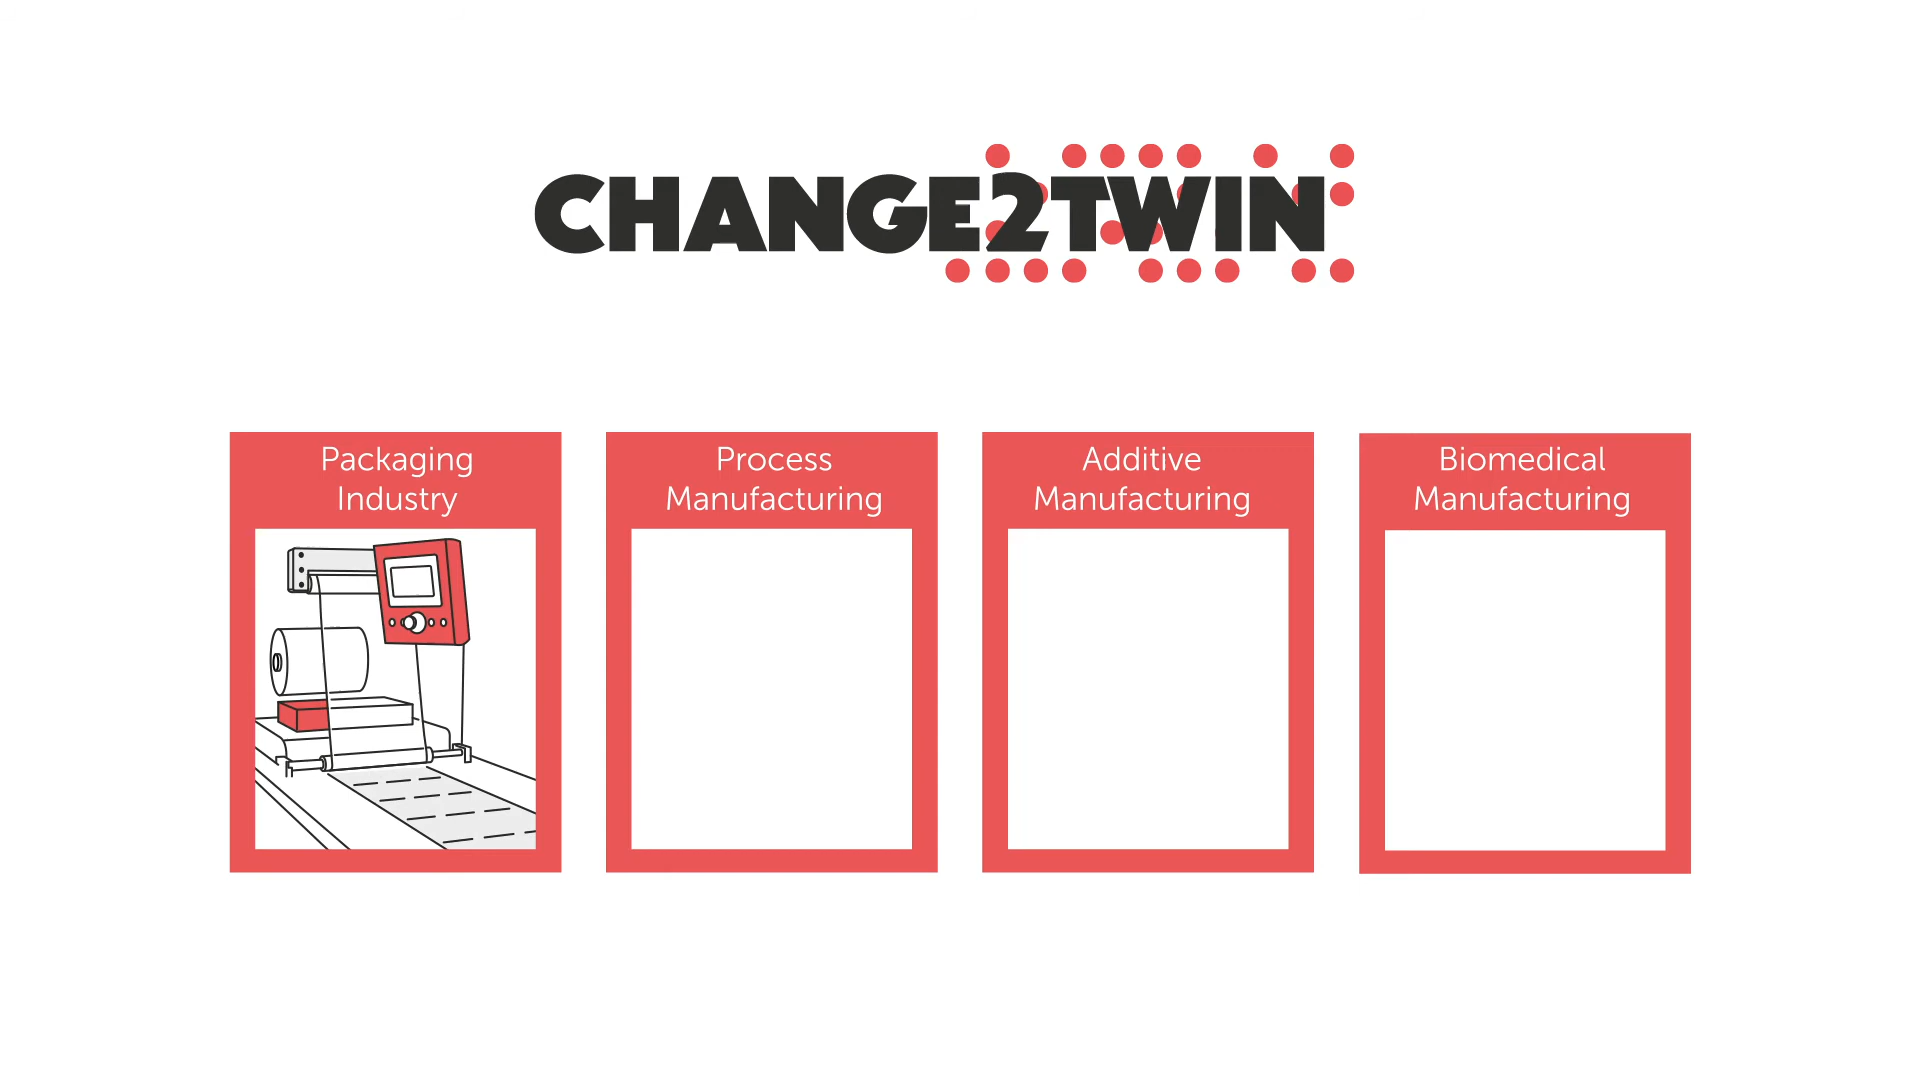 CHANGE2TWIN
Packaging
Industry
Process
Manufacturing
Additive
Manufacturing
Biomedical
Manufacturing